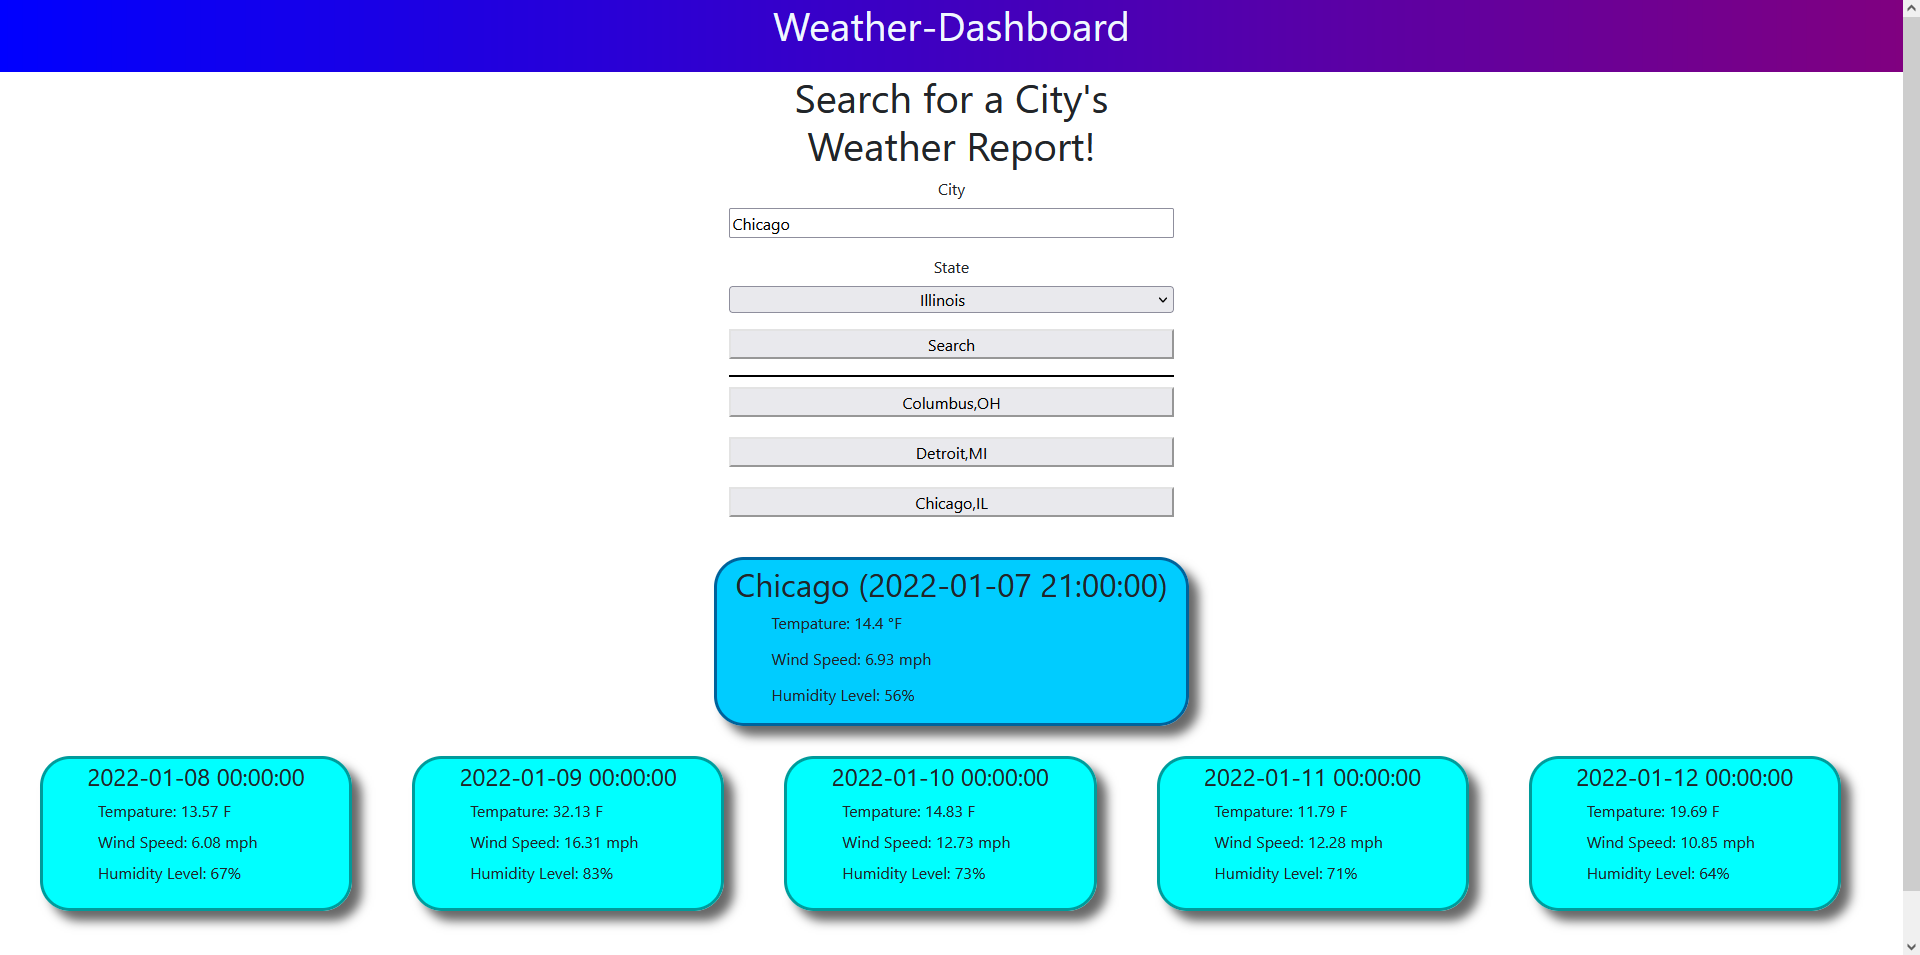 Weather-Dashboard
Search for a City's
Weather Report!
City
Chicago
State
Illinois
Search
Columbus,OH
Detroit,MI
Chicago,IL
Chicago (2022-01-07 21:00:00)
Tempature: 14.4 °F
Wind Speed: 6.93 mph
Humidity Level: 56%
2022-01-08 00:00:00
Tempature: 13.57 F
Wind Speed: 6.08 mph
Humidity Level: 67%
2022-01-09 00:00:00
Tempature: 32.13 F
Wind Speed: 16.31 mph
Humidity Level: 83%
2022-01-10 00:00:00
Tempature: 14.83 F
Wind Speed: 12.73 mph
Humidity Level: 73%
2022-01-11 00:00:00
Tempature: 11.79 F
Wind Speed: 12.28 mph
Humidity Level: 71%
2022-01-12 00:00:00
Tempature: 19.69 F
Wind Speed: 10.85 mph
Humidity Level: 64%